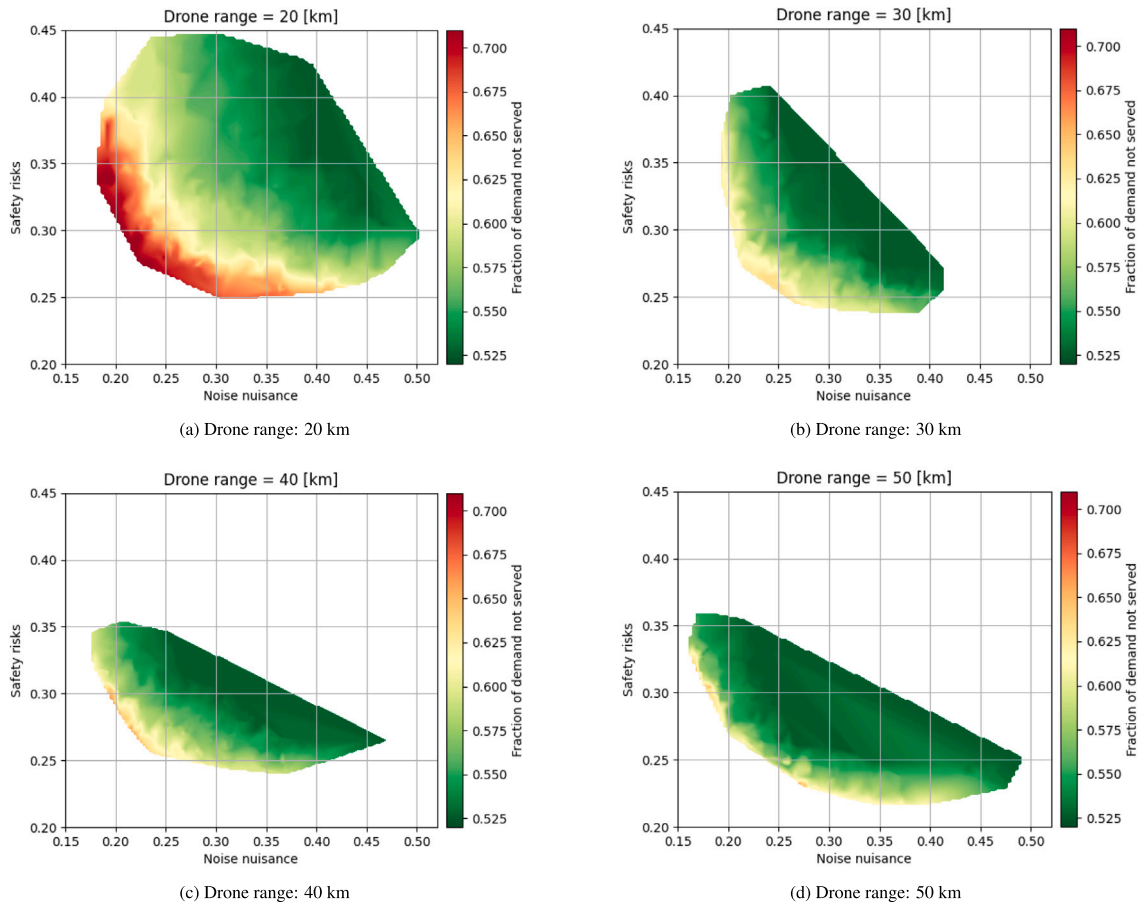 Drone range = 20 [km]
0.45
0.40
0.35
0.30
0.25
0.20
Safety risks
0.15 0.20 0.25 0.30 0.35 0.40 0.45 0.50
Noise nuisance
0.700
0.675
0.650
0.625
0.600
0.575
0.550
0.525
Fraction of demand not served
(a) Drone range: 20 km
Drone range = 30 [km]
0.45
0.40
0.35
0.30
0.25
0.20
Safety risks
0.15 0.20 0.25 0.30 0.35 0.40 0.45 0.50
Noise nuisance
0.700
0.675
0.650
0.625
0.600
0.575
0.550
0.525
Fraction of demand not served
(b) Drone range: 30 km
Drone range = 40 [km]
0.45
0.40
0.35
0.30
0.25
0.20
Safety risks
0.15 0.20 0.25 0.30 0.35 0.40 0.45 0.50
Noise nuisance
0.700
0.675
0.650
0.625
0.600
0.575
0.550
0.525
Fraction of demand not served
(c) Drone range: 40 km
Drone range = 50 [km]
0.45
0.40
0.35
0.30
0.25
0.20
Safety risks
0.15 0.20 0.25 0.30 0.35 0.40 0.45 0.50
Noise nuisance
0.700
0.675
0.650
0.625
0.600
0.575
0.550
0.525
Fraction of demand not served
(d) Drone range: 50 km